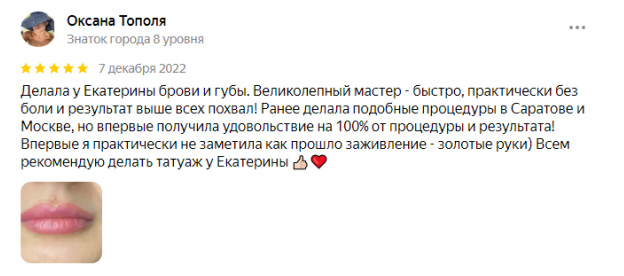 Оксана Тополя
Знаток города 8 уровня
7 декабря 2022
Делала у Екатерины брови и губы. Великолепный мастер - быстро, практически без
боли и результат выше всех похвал! Ранее делала подобные процедуры в Саратове и
Москве, но впервые получила удовольствие на 100% от процедуры и результата!
Впервые я практически не заметила как прошло заживление - золотые руки) Всем
рекомендую делать татуаж у Екатерины 👍🏻❤️